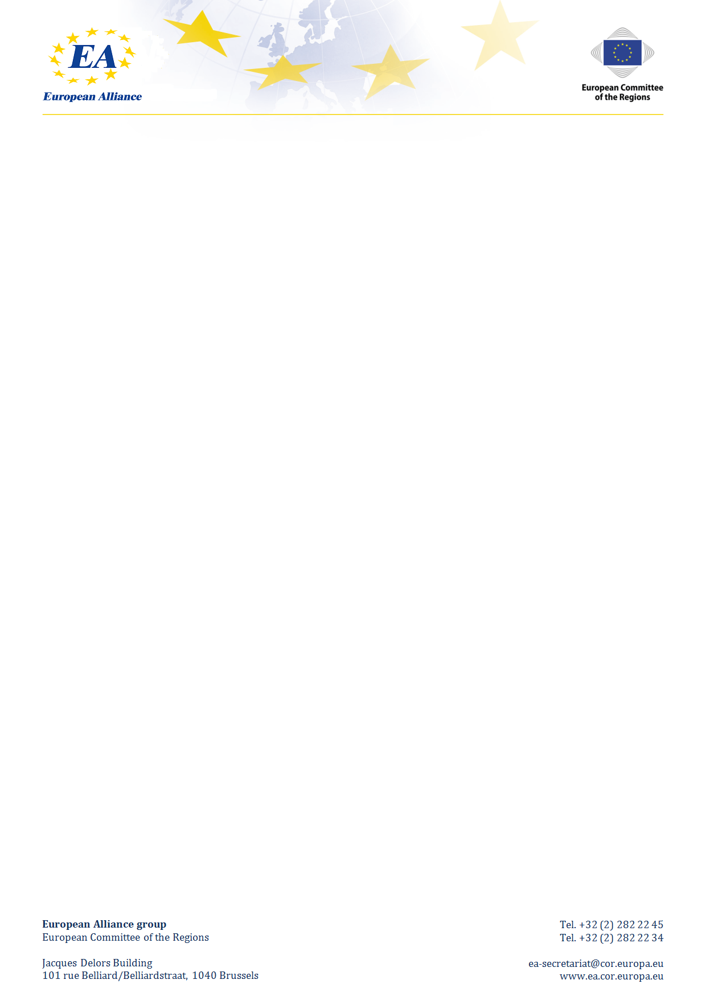 EA
European Alliance
European Committee
of the Regions
European Alliance group
European Committee of the Regions
Jacques Delors Building
101 rue Belliard/Belliardstraat, 1040 Brussels
Tel. +32 (2) 282 22 45
Tel. +32 (2) 282 22 34
ea-secretariat@cor.europa.eu
www.ea.cor.europa.eu